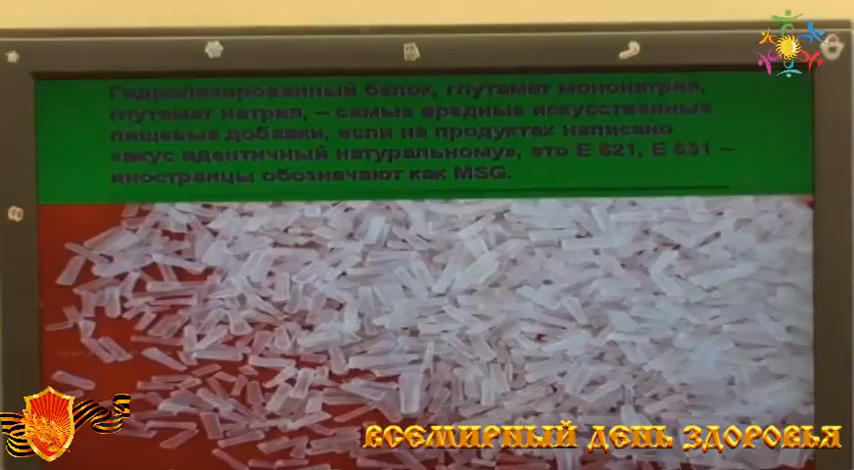 Гидролизированный белок, глутамат мононатрия,
глутамат натрия, – самые вредные искусственные
пищевые добавки, если на продуктах написано
«вкус идентичный натуральному», это Е 621, Е 631 –
иностранцы обозначают как MSG.
ВСЕМИРНЫЙ ДЕНЬ ЗДОРОВЬЯ